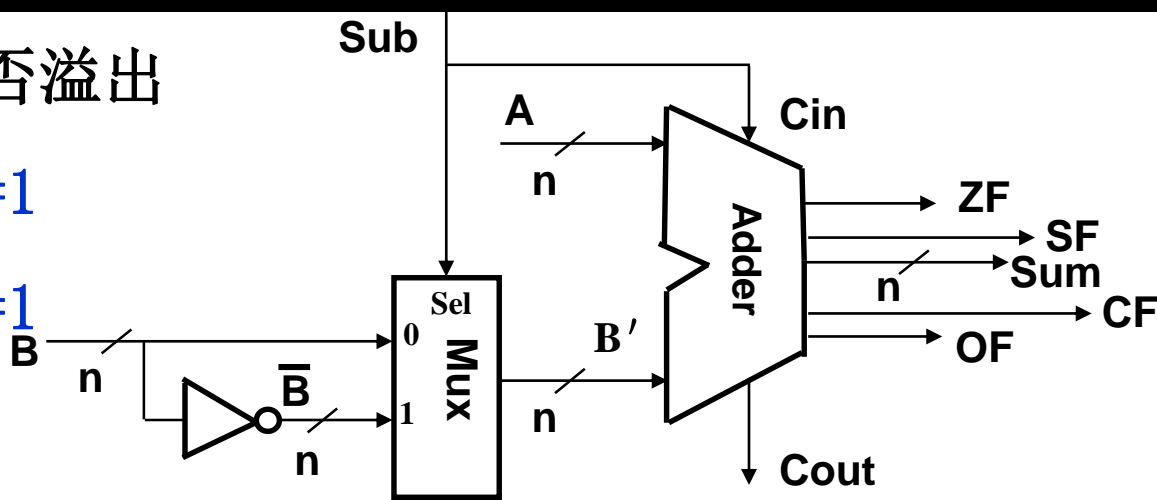 Sub
否溢出
A
Cin
n
=1
ZF
SF
Adder
n
Sum
=1
Sel
CF
B
0
B′
OF
n
B̅
Mux
1
n
n
Cout